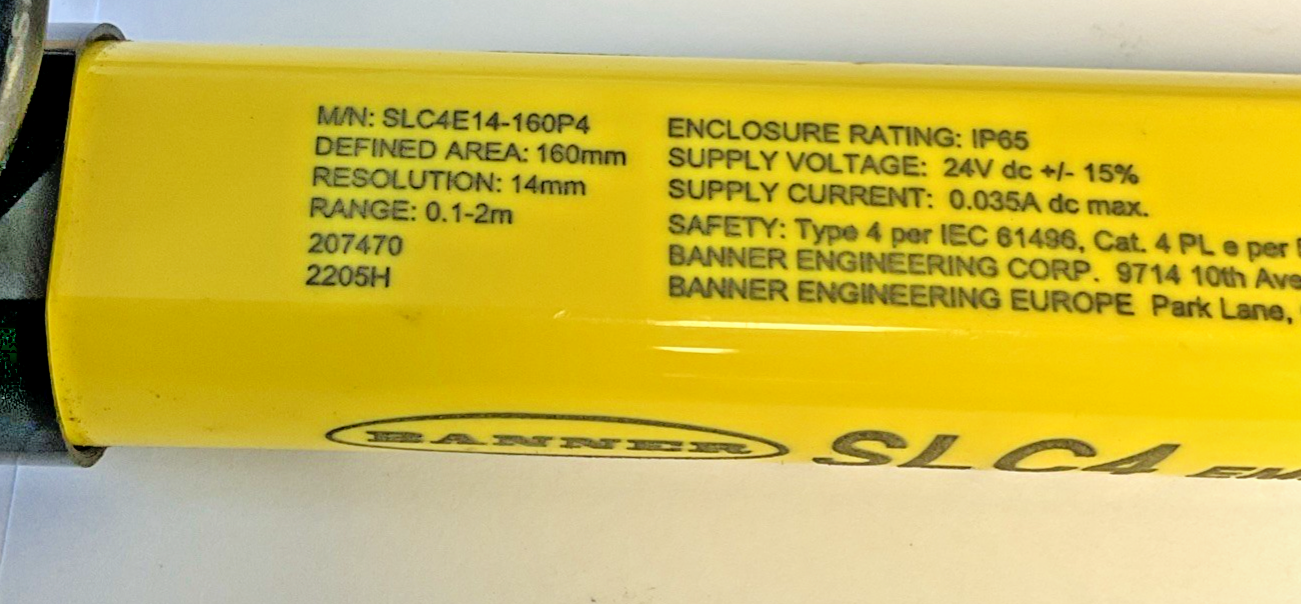 M/N: SLC4E14-160P4
DEFINED AREA: 160mm
RESOLUTION: 14mm
RANGE: 0.1-2m
207470
2205H
ENCLOSURE RATING: IP65
SUPPLY VOLTAGE: 24V dc +/- 15%
SUPPLY CURRENT: 0.035A dc max.
SAFETY: Type 4 per IEC 61496, Cat. 4 PL e per
BANNER ENGINEERING CORP. 9714 10th Ave
BANNER ENGINEERING EUROPE Park Lane,
BANNER SLC4